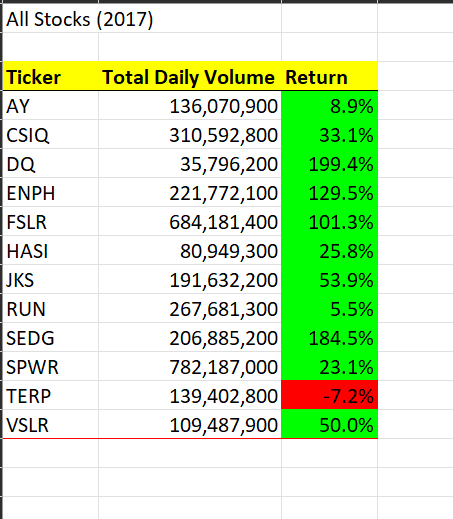 All Stocks (2017)
Ticker Total Daily Volume Return
AY 136,070,900 8.9%
CSIQ 310,592,800 33.1%
DQ 35,796,200 199.4%
ENPH 221,772,100 129.5%
FSLR 684,181,400 101.3%
HASI 80,949,300 25.8%
JKS 191,632,200 53.9%
RUN 267,681,300 5.5%
SEDG 206,885,200 184.5%
SPWR 782,187,000 23.1%
TERP 139,402,800 -7.2%
VSLR 109,487,900 50.0%